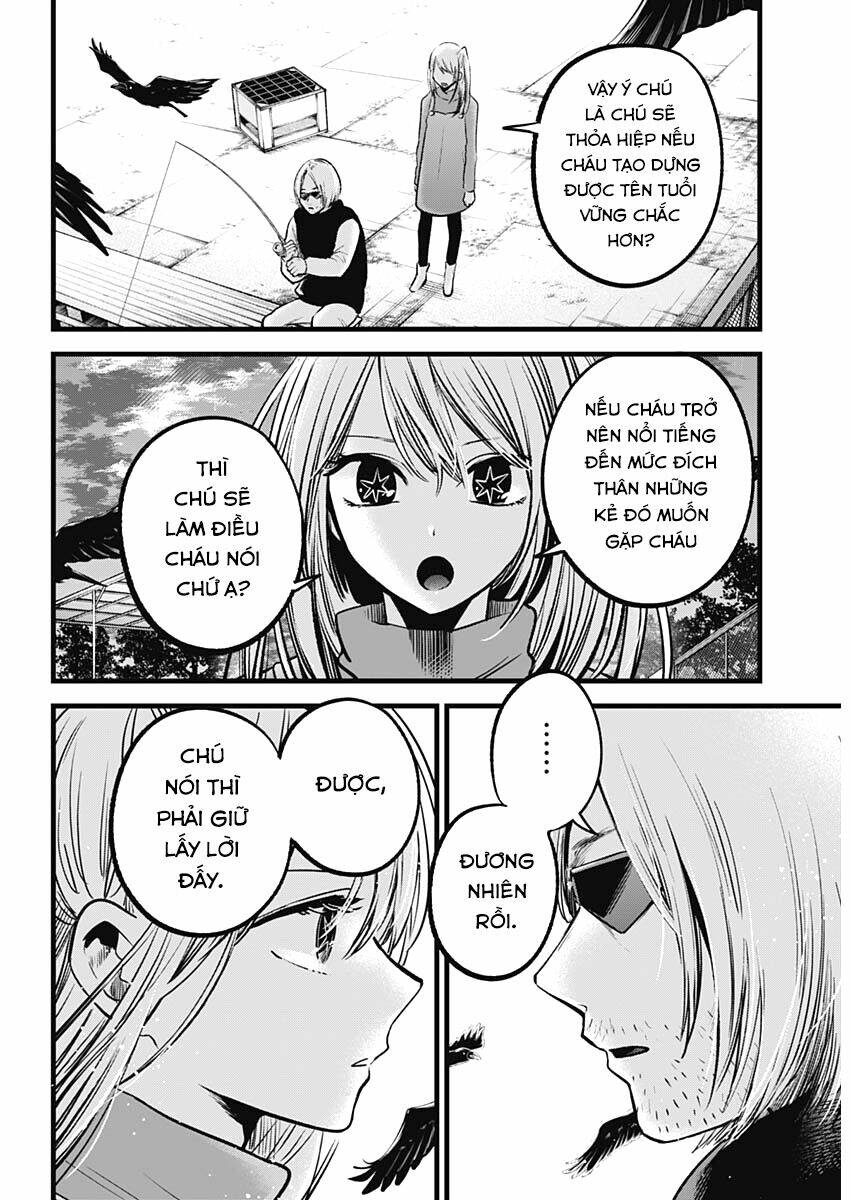 VẬY Ý CHÚ
LÀ CHÚ SẼ
THỎA HIỆP NẾU
CHÁU TẠO DỰNG
ĐƯỢC TÊN TUỔI
VỮNG CHẮC
HƠN?
NẾU CHÁU TRỞ
NÊN NỔI TIẾNG
ĐẾN MỨC ĐÍCH
THÂN NHỮNG
KẺ ĐÓ MUỐN
GẶP CHÁU
THÌ
CHÚ SẼ
LÀM ĐIỀU
CHÁU NÓI
CHỨ Ạ?
......
ĐƯƠNG
NHIÊN
RỒI.
ĐƯỢC,
CHÚ
NÓI THÌ
PHẢI GIỮ
LẤY LỜI
ĐẤY.